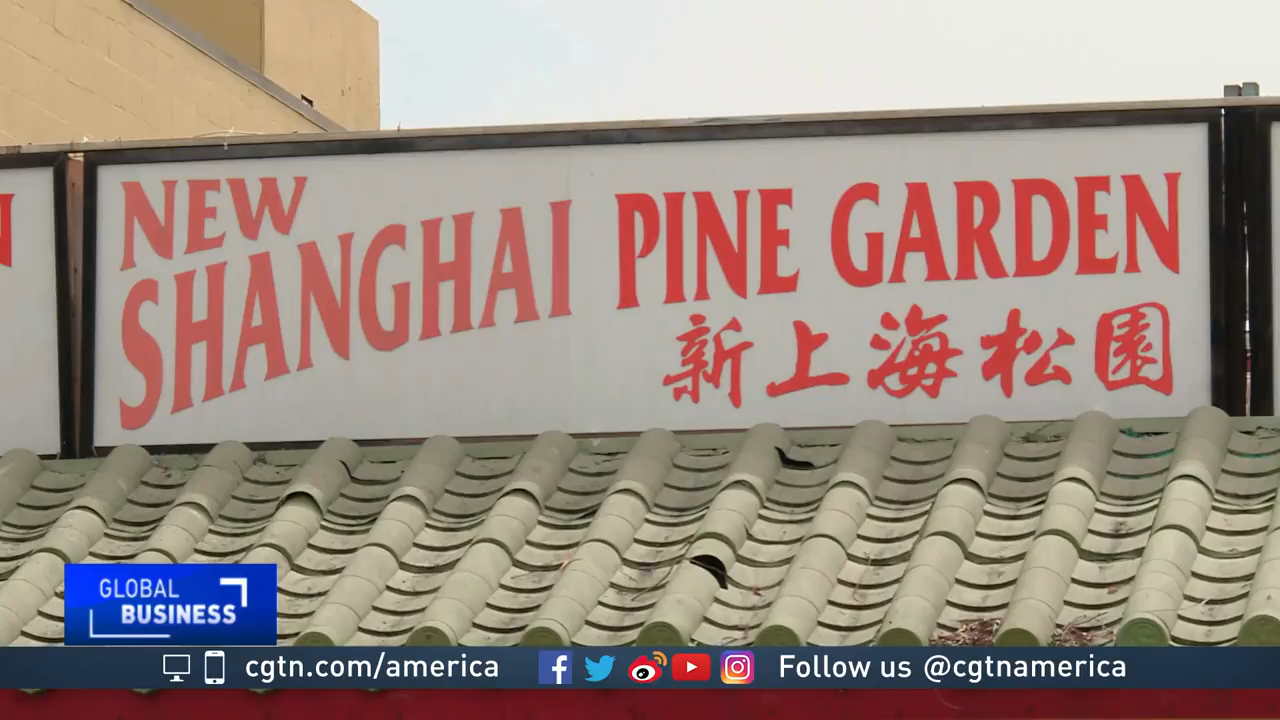 NEW
SHANGHAI PINE GARDEN
新上海松園
GLOBAL
BUSINESS
cgtn.com/america
Follow us @cgtnamerica